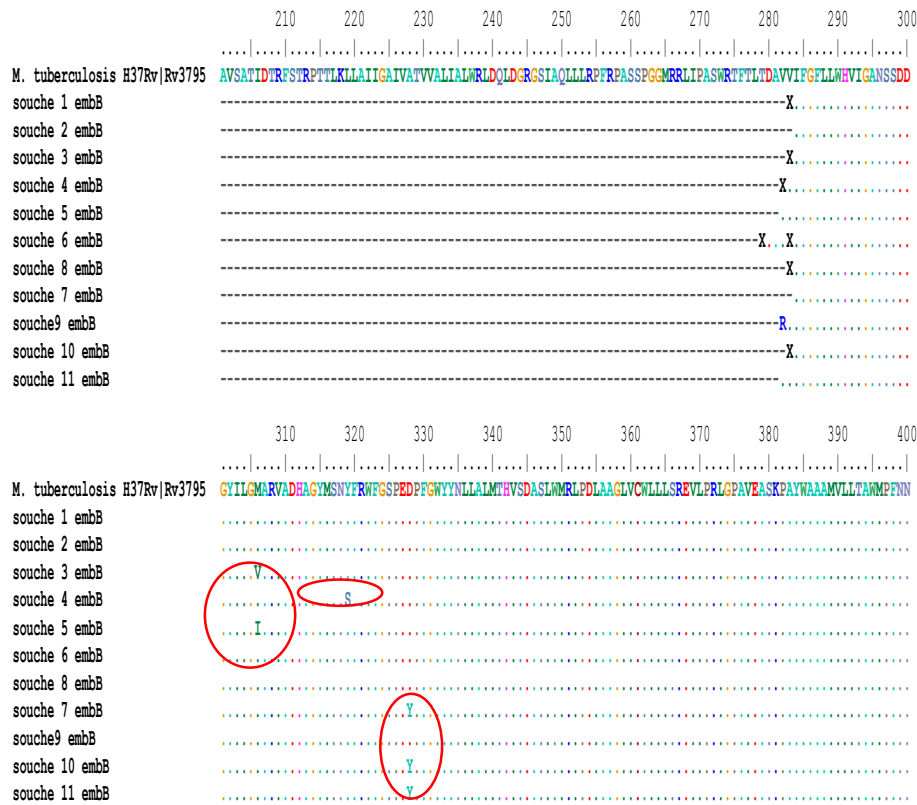 210 220 230 240 250 260 270 280 290 300
M. tuberculosis H37Rv|Rv3795 AVSATIDTRFSTRPTTLKLLAIIGAIVATVVALIALWRLDQLDGRGSIAQLLLRPFRPASSPGGMRRLIPASWRTFTLTDAVVIFGFLLWHVIGANSSDD
souche 1 embB X
souche 2 embB
souche 3 embB X
souche 4 embB X
souche 5 embB
souche 6 embB X...X
souche 8 embB X
souche 7 embB
souche9 embB R
souche 10 embB X
souche 11 embB
310 320 330 340 350 360 370 380 390 400
M. tuberculosis H37Rv|Rv3795 GYILGMARVADHAGYMSNYFRWFGSPEDPFGWYYNLLALMTHVSDASLWMRLPDLAAGLVCWLLLSREVLPRLGPAVEASKPAYWAAAMVLLTAWMPFNN
souche 1 embB
souche 2 embB
souche 3 embB V
souche 4 embB S
souche 5 embB I
souche 6 embB
souche 8 embB
souche 7 embB Y
souche9 embB
souche 10 embB Y
souche 11 embB Y